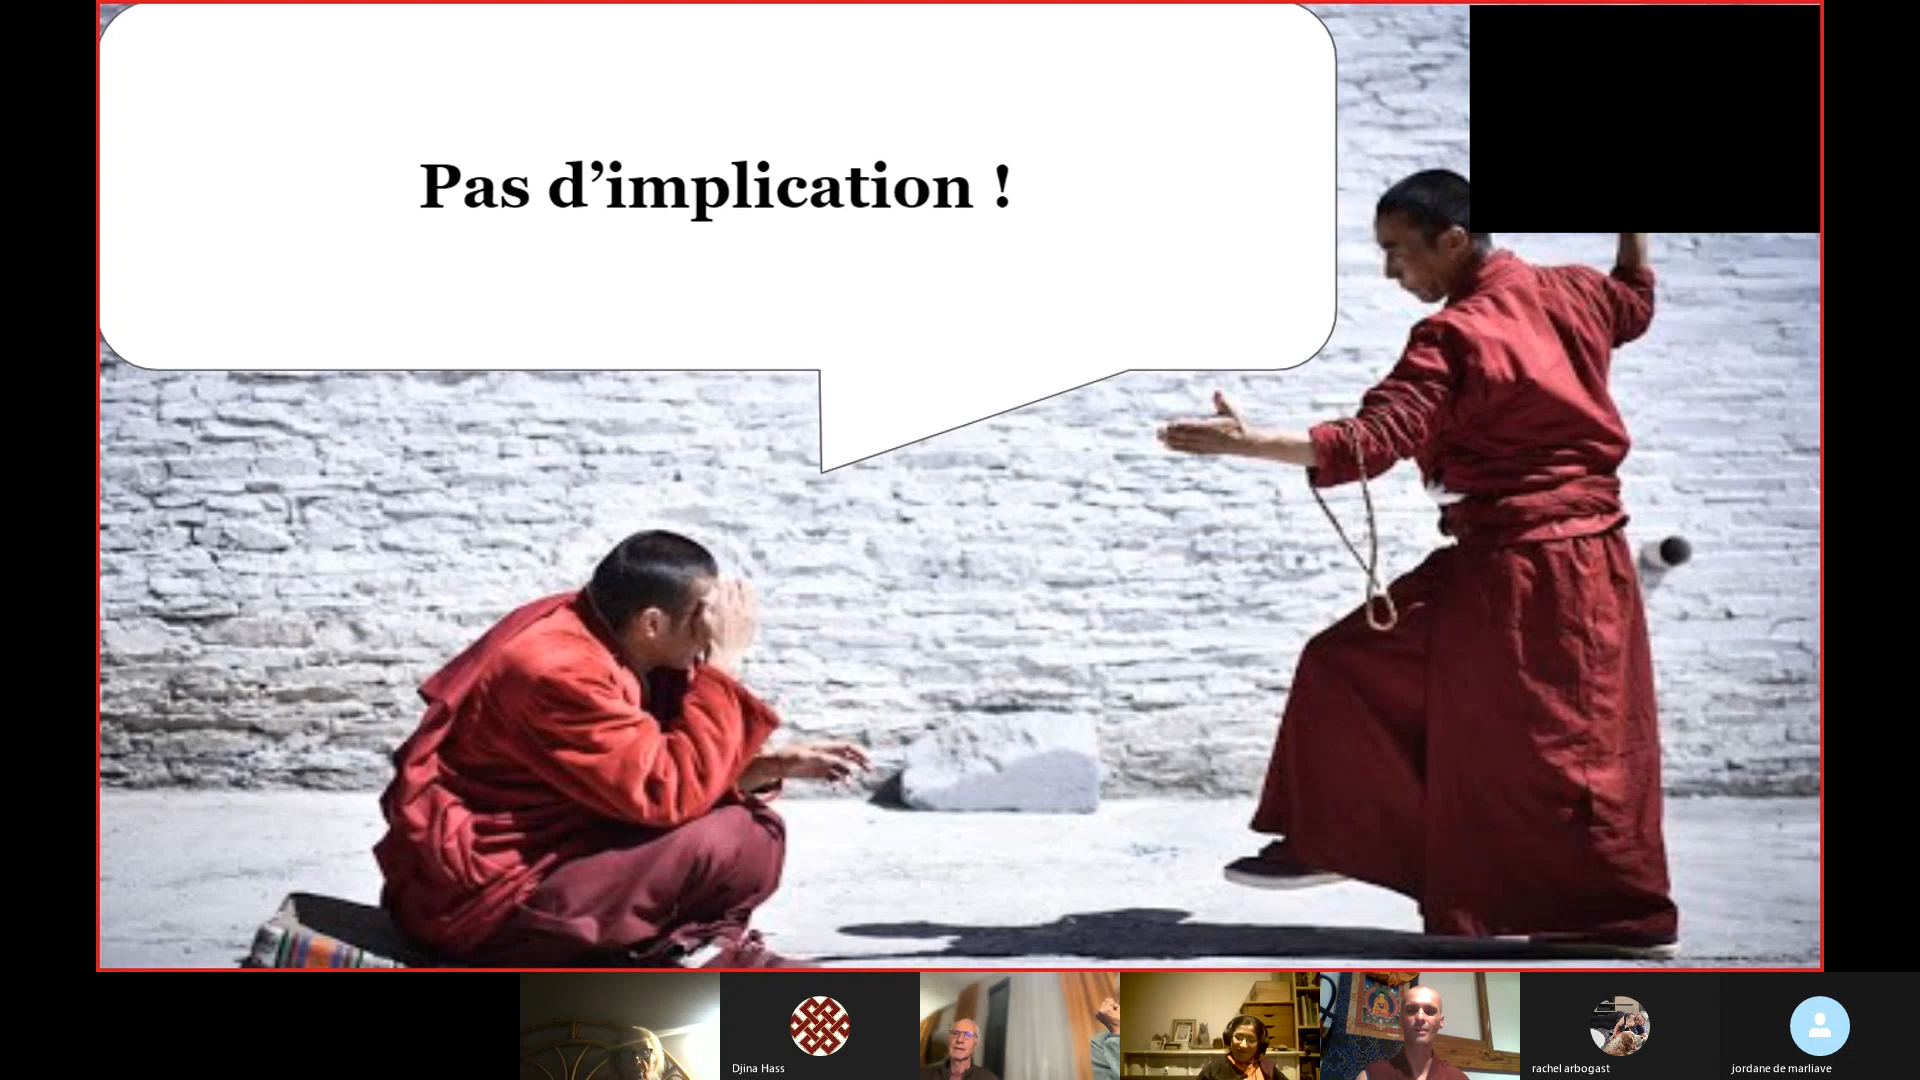 Pas d’implication !
Djina Hass
rachel arbogast
jordane de marliave